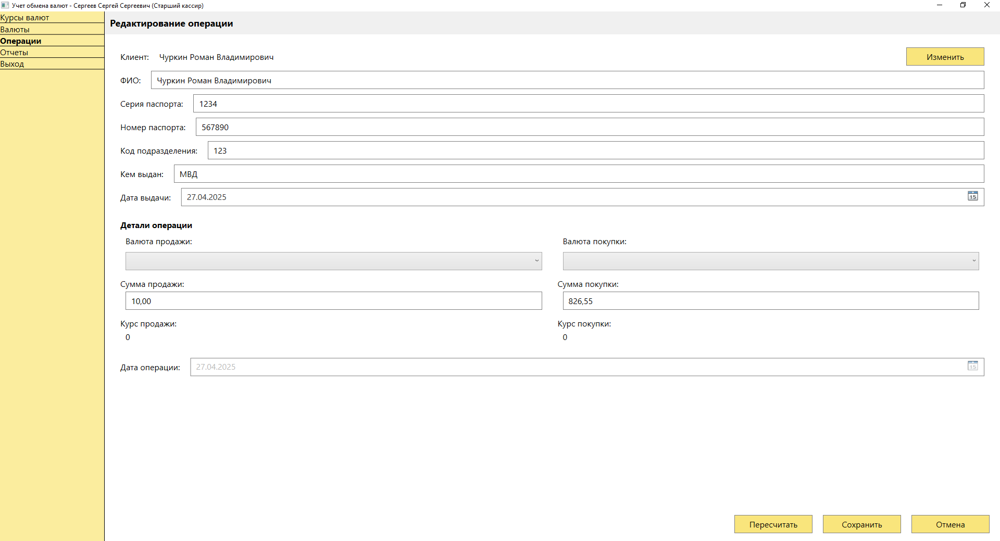 Учет обмена валют - Сергеев Сергей Сергеевич (Старший кассир)
Курсы валют
Валюты
Операции
Отчеты
Выход
Редактирование операции
Клиент: Чуркин Роман Владимирович
Изменить
ФИО: Чуркин Роман Владимирович
Серия паспорта: 1234
Номер паспорта: 567890
Код подразделения: 123
Кем выдан: МВД
Дата выдачи: 27.04.2025 15
Детали операции
Валюта продажи: Валюта покупки:
Сумма продажи: Сумма покупки:
10,00 826,55
Курс продажи: Курс покупки:
0 0
Дата операции: 27.04.2025 15
Пересчитать Сохранить Отмена